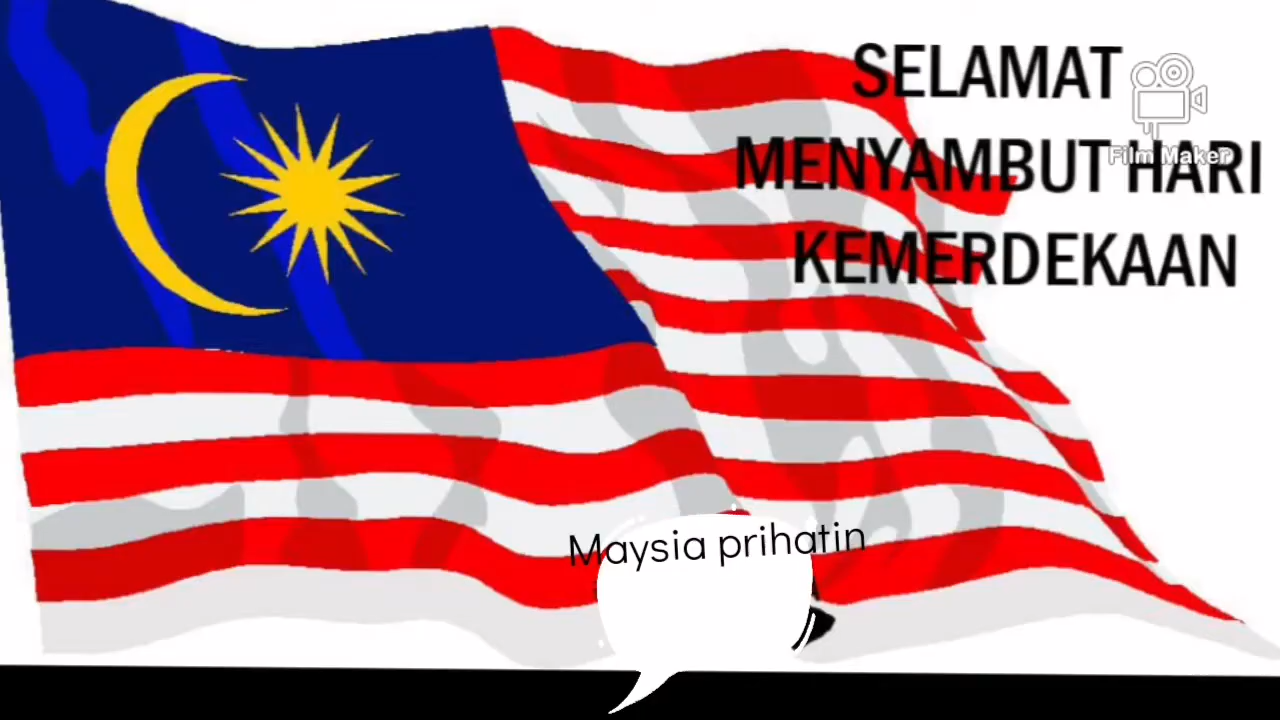 SELAMAT
MENYAMBUT HARI
KEMERDEKAAN
Film Maker
Maysia prihatin